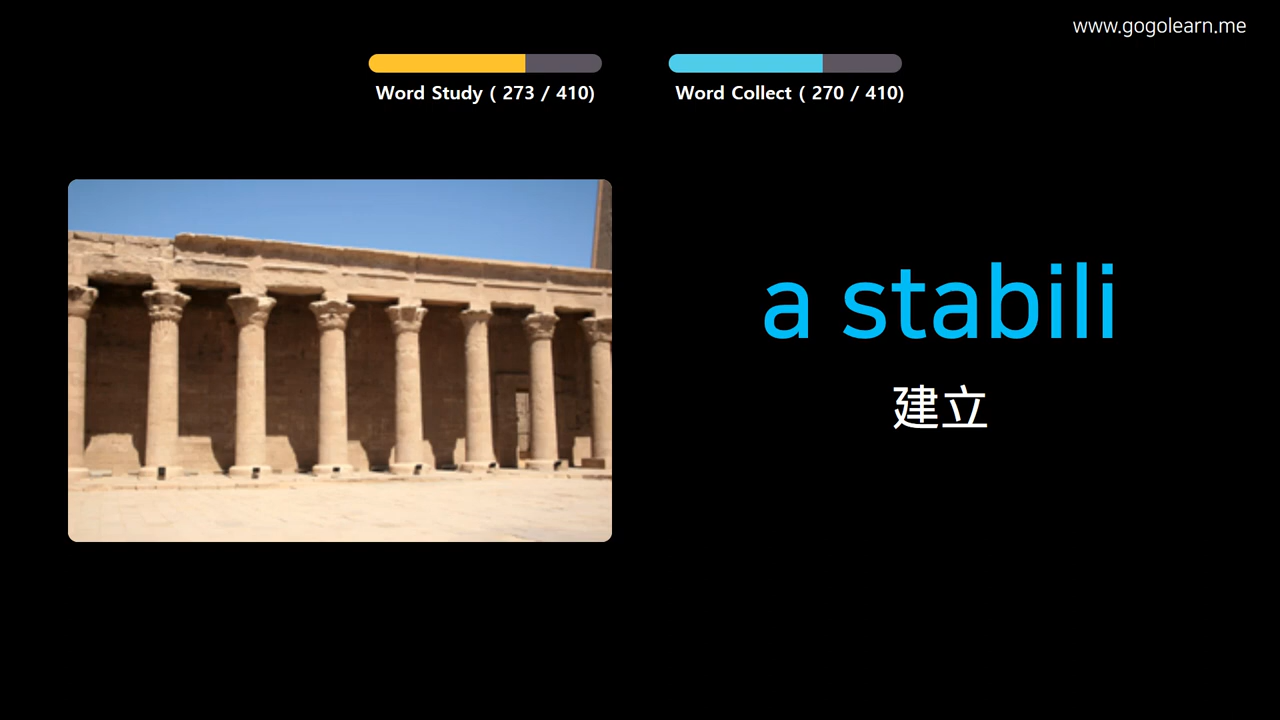 www.gogolearn.me
Word Study ( 273 / 410)
Word Collect ( 270 / 410)
a stabili
建立